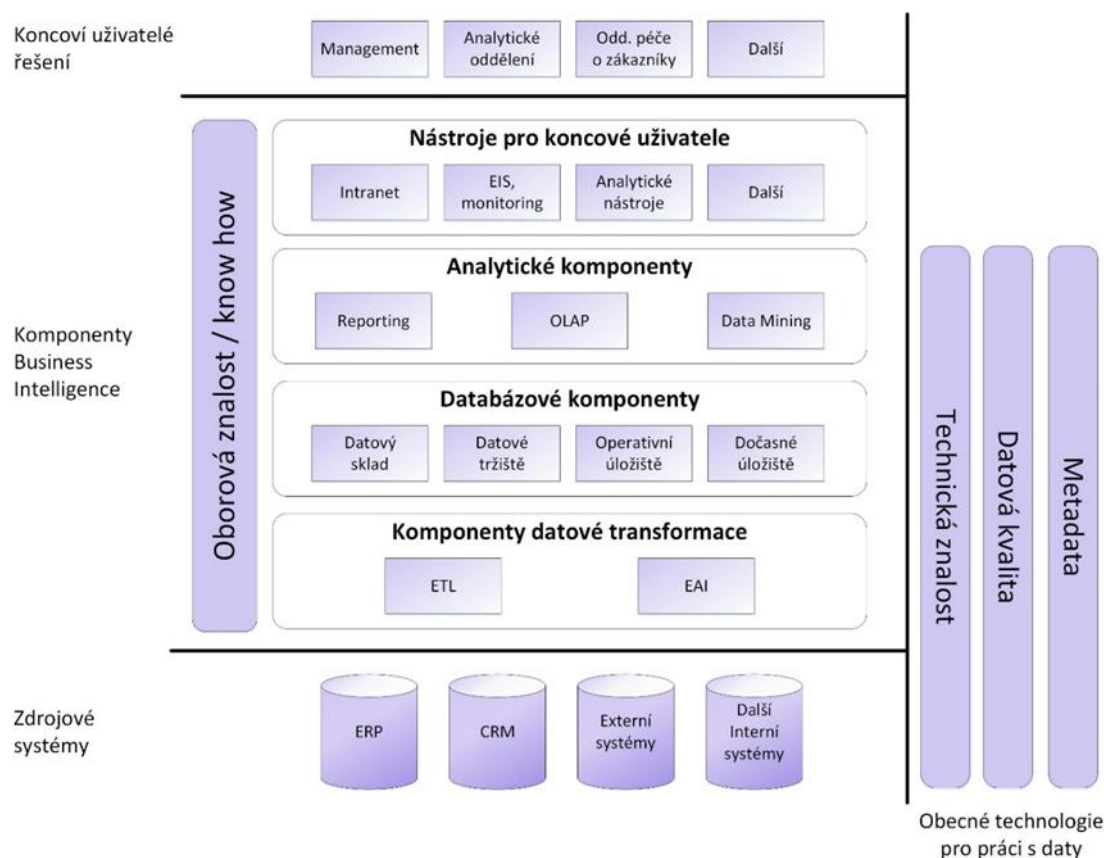 Koncoví uživatelé
řešení
Management
Analytické
oddělení
Odd. péče
o zákazníky
Další
Komponenty
Business
Intelligence
Oborová znalost / know how
Nástroje pro koncové uživatele
Intranet
EIS,
monitoring
Analytické
nástroje
Další
Analytické komponenty
Reporting
OLAP
Data Mining
Databázové komponenty
Datový
sklad
Datové
tržiště
Operativní
úložiště
Dočasné
úložiště
Komponenty datové transformace
ETL
EAI
Zdrojové
systémy
ERP
CRM
Externí
systémy
Další
Interní
systémy
Technická znalost
Datová kvalita
Metadata
Obecné technologie
pro práci s daty